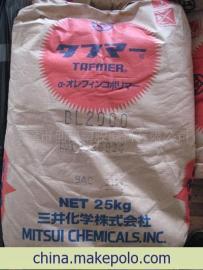 タフマー
TAFMER
α-オレフィンコポリマー
NET 25kg
三井化学株式会社
MITSUI CHEMICALS, INC.
china.makepolo.com